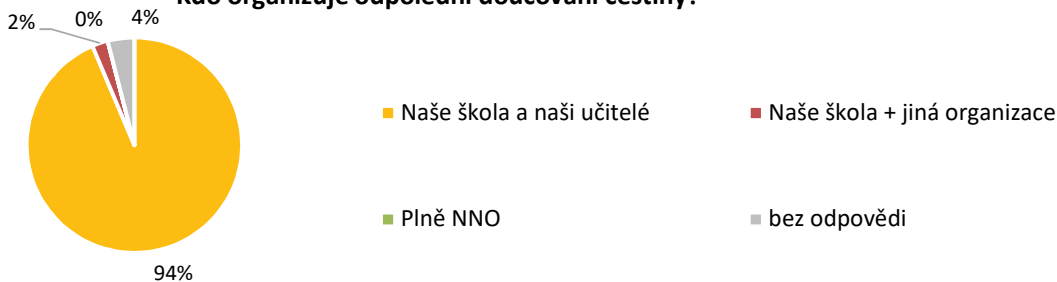 Kdo organizuje odpolední doučování češtiny?
2% 0% 4%
Naše škola a naši učitelé
Naše škola + jiná organizace
Plně NNO
bez odpovědi
94%